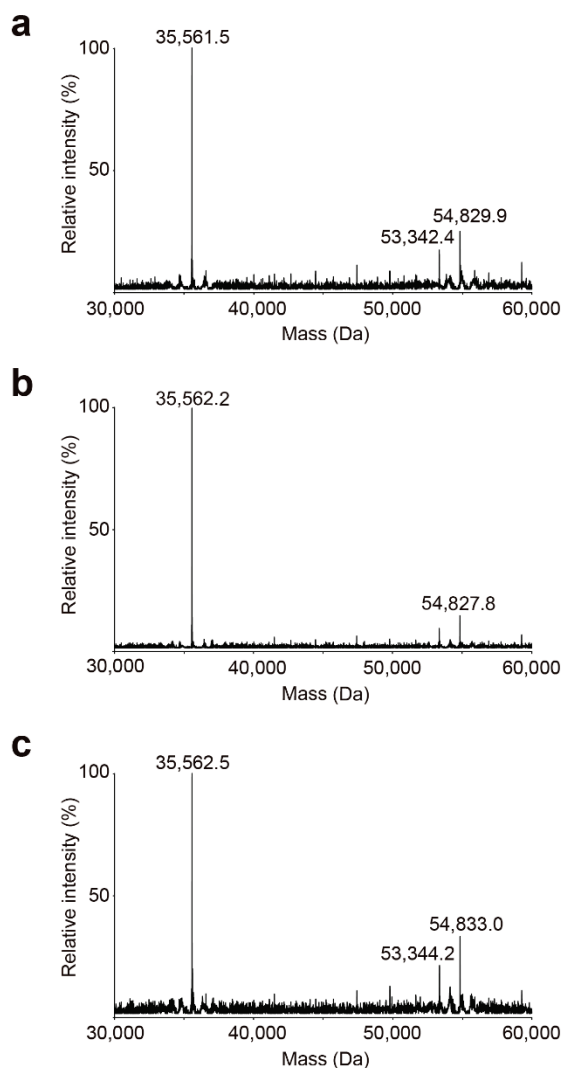 a
35,561.5
100
50
Relative intensity (%)
54,829.9
53,342.4
30,000 40,000 50,000 60,000
Mass (Da)
b
35,562.2
100
50
Relative intensity (%)
54,827.8
30,000 40,000 50,000 60,000
Mass (Da)
c
35,562.5
100
50
Relative intensity (%)
54,833.0
53,344.2
30,000 40,000 50,000 60,000
Mass (Da)